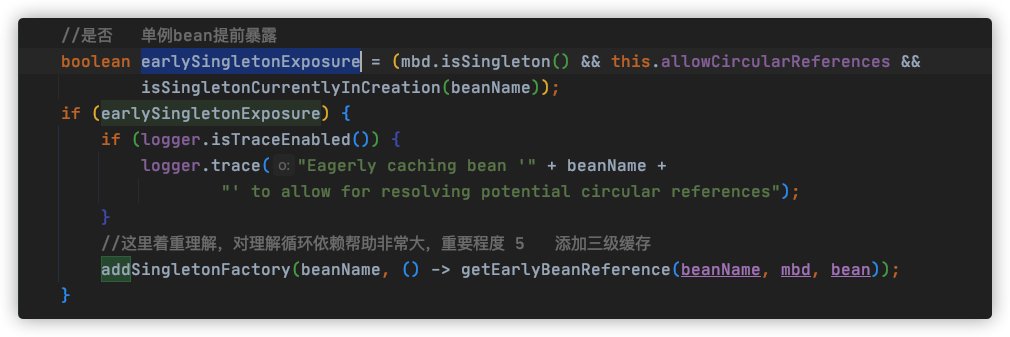 //是否   单例bean提前暴露
boolean earlySingletonExposure = (mbd.isSingleton() && this.allowCircularReferences &&
        isSingletonCurrentlyInCreation(beanName));
if (earlySingletonExposure) {
    if (logger.isTraceEnabled()) {
        logger.trace( o: "Eagerly caching bean '" + beanName +
                "' to allow for resolving potential circular references");
    }
    //这里着重理解，对理解循环依赖帮助非常大，重要程度 5   添加三级缓存
    addSingletonFactory(beanName, () -> getEarlyBeanReference(beanName, mbd, bean));
}